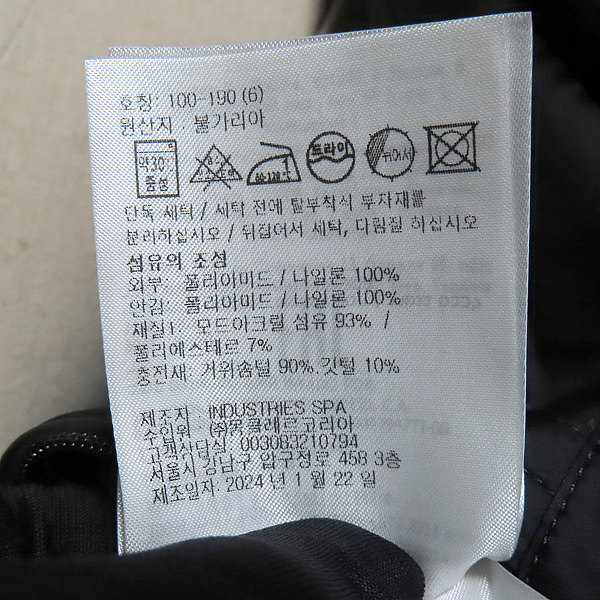 호칭: 100-190 (6)
원산지 불가리아
약30℃
중성
드라이
뉘어서
단독 세탁 / 세탁 전에 탈부착식 부자재를
분리하십시오 / 뒤집어서 세탁, 다림질 하십시오
섬유의 조성
외부: 폴리아미드 / 나일론 100%
안감: 폴리아미드 / 나일론 100%
재질1: 모드아크릴 섬유 93% /
폴리에스테르 7%
충전재 거위솜털 90%.깃털 10%
제조자: INDUSTRIES SPA
수입원: ㈜몽클레르코리아
고객상담실: 003083210794
서울시 강남구 압구정로 458 3층
제조일자: 2024 년 1 월 22 일